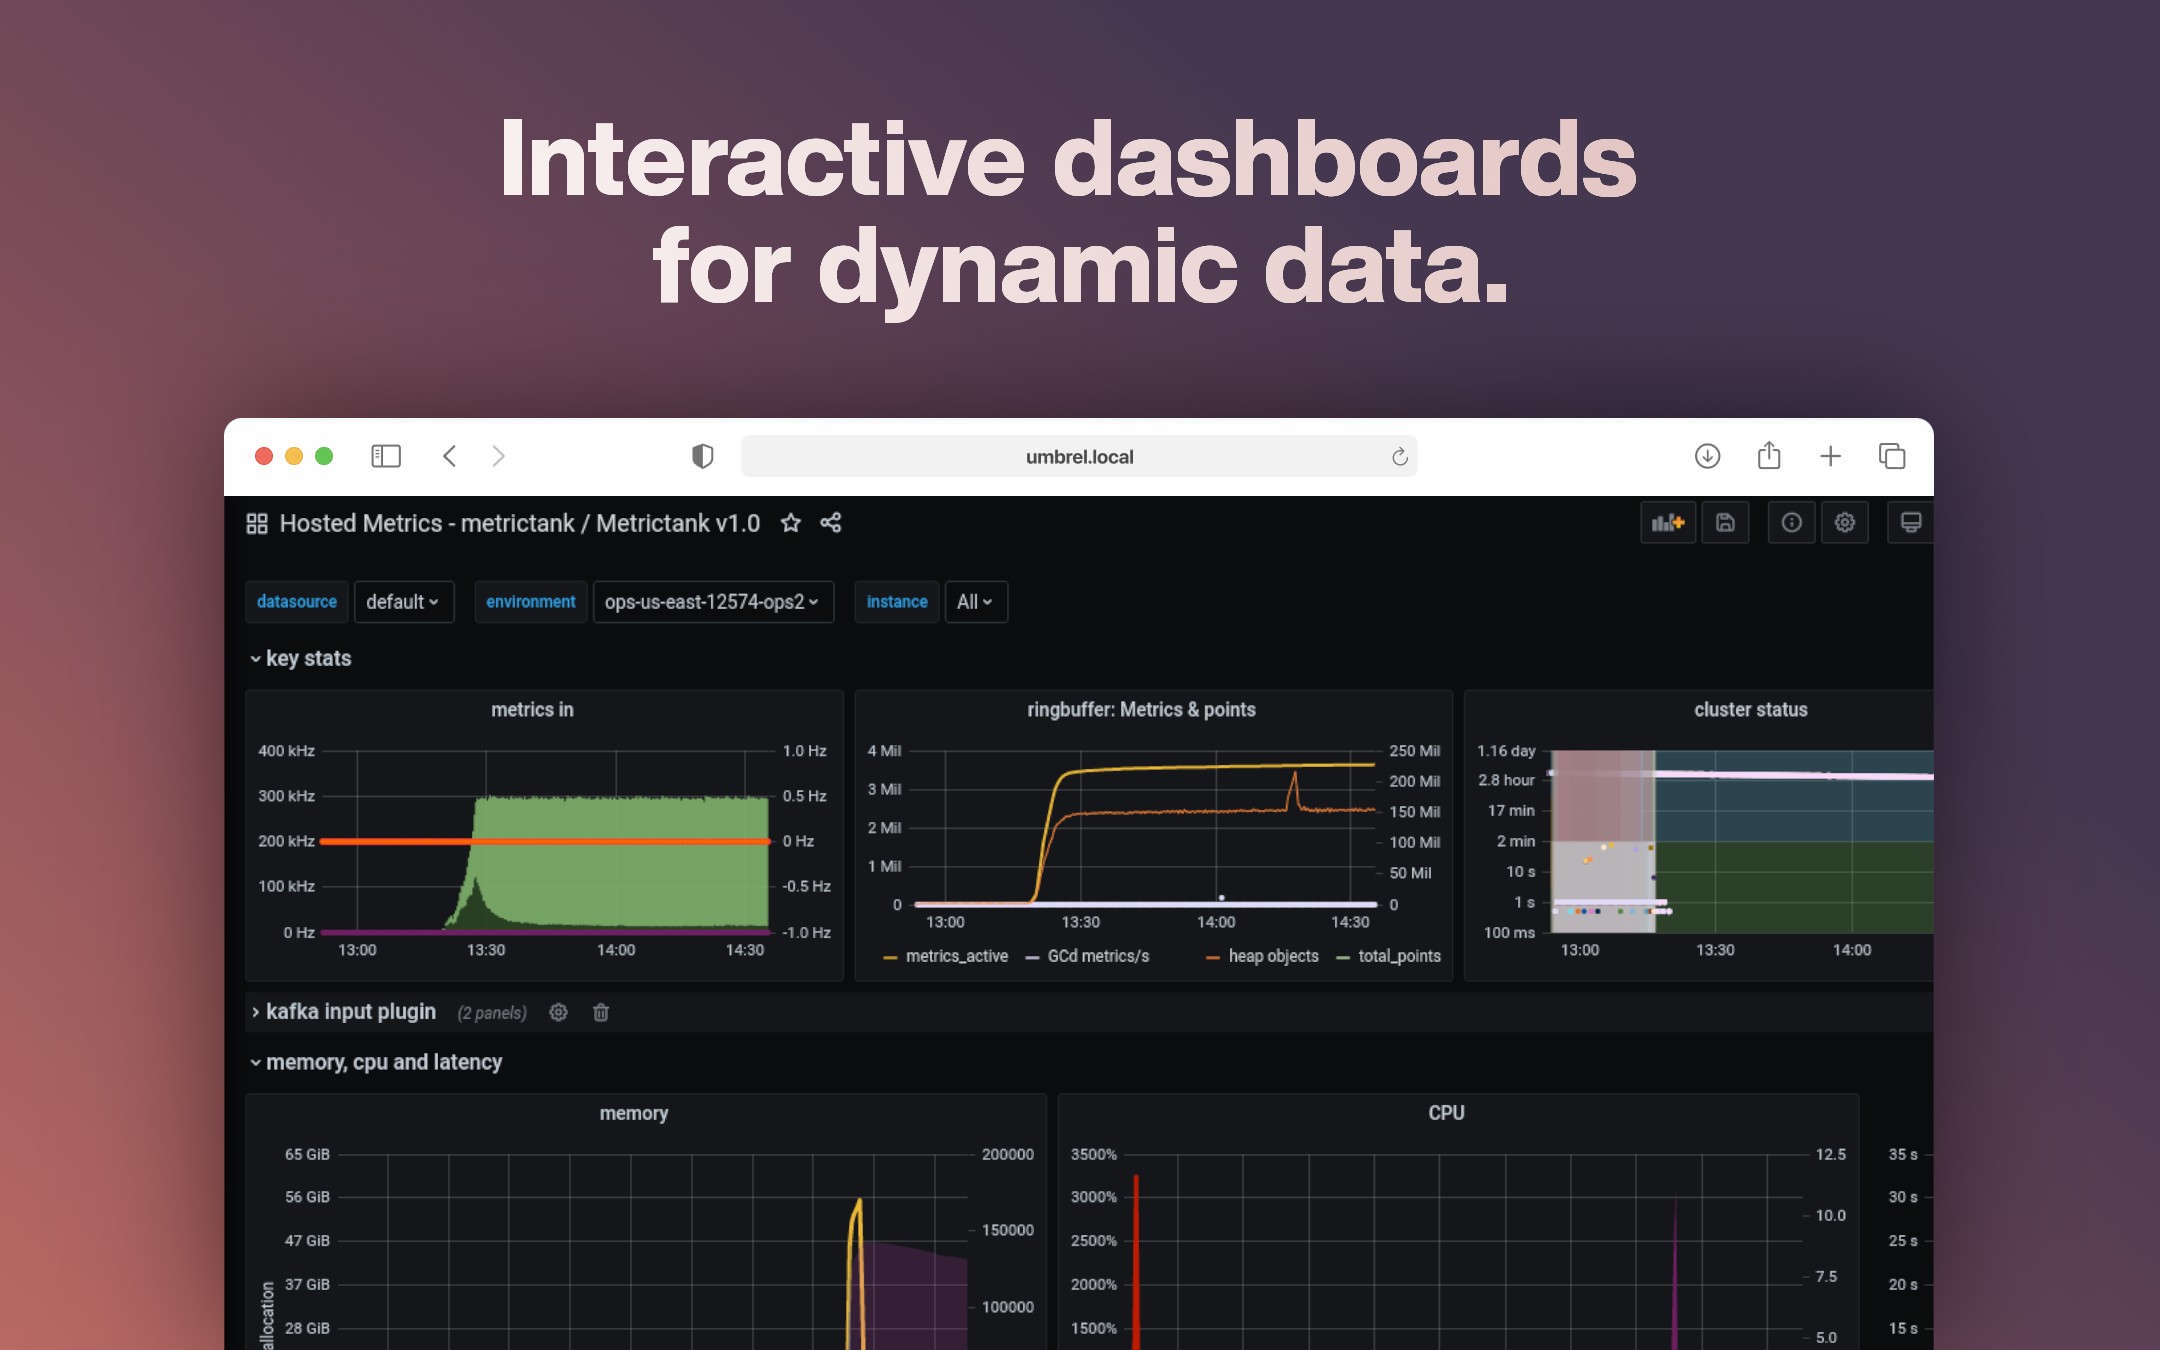 Interactive dashboards
for dynamic data.
umbrel.local
Hosted Metrics - metrictank / Metrictank v1.0
datasource default environment ops-us-east-12574-ops2 instance All
key stats
metrics in
400 kHz
300 kHz
200 kHz
100 kHz
0 Hz
1.0 Hz
0.5 Hz
0 Hz
-0.5 Hz
-1.0 Hz
13:00 13:30 14:00 14:30
ringbuffer: Metrics & points
4 Mil
3 Mil
2 Mil
1 Mil
0
250 Mil
200 Mil
150 Mil
100 Mil
50 Mil
0
13:00 13:30 14:00 14:30
metrics_active GCd metrics/s heap objects total_points
cluster status
1.16 day
2.8 hour
17 min
2 min
10 s
1 s
100 ms
13:00 13:30 14:00
kafka input plugin (2 panels)
memory, cpu and latency
memory
65 GiB
56 GiB
47 GiB
37 GiB
28 GiB
allocation
200000
150000
100000
CPU
3500%
3000%
2500%
2000%
1500%
12.5
10.0
7.5
5.0
35 s
30 s
25 s
20 s
15 s